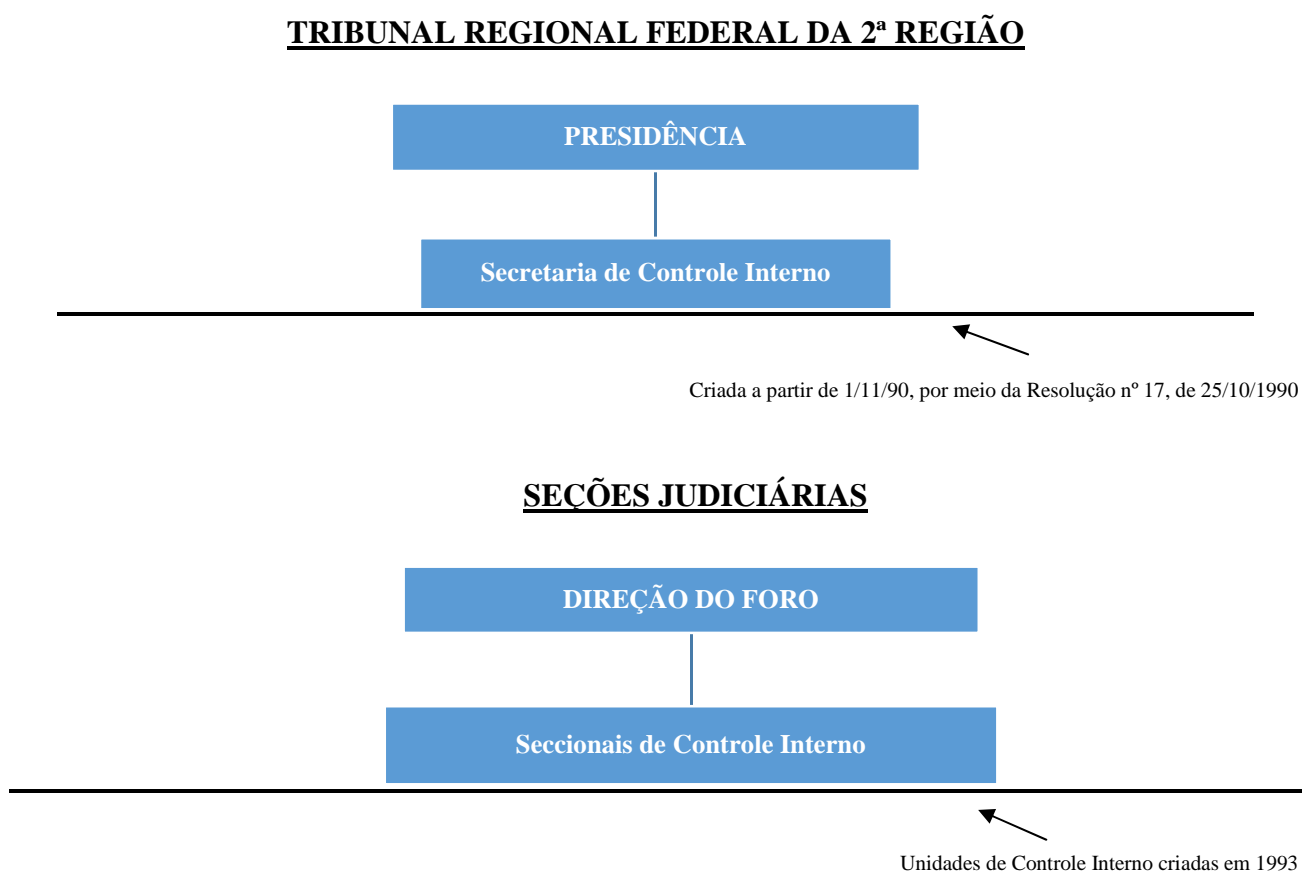 TRIBUNAL REGIONAL FEDERAL DA 2ª REGIÃO
PRESIDÊNCIA
Secretaria de Controle Interno
Criada a partir de 1/11/90, por meio da Resolução nº 17, de 25/10/1990
SEÇÕES JUDICIÁRIAS
DIREÇÃO DO FORO
Seccionais de Controle Interno
Unidades de Controle Interno criadas em 1993